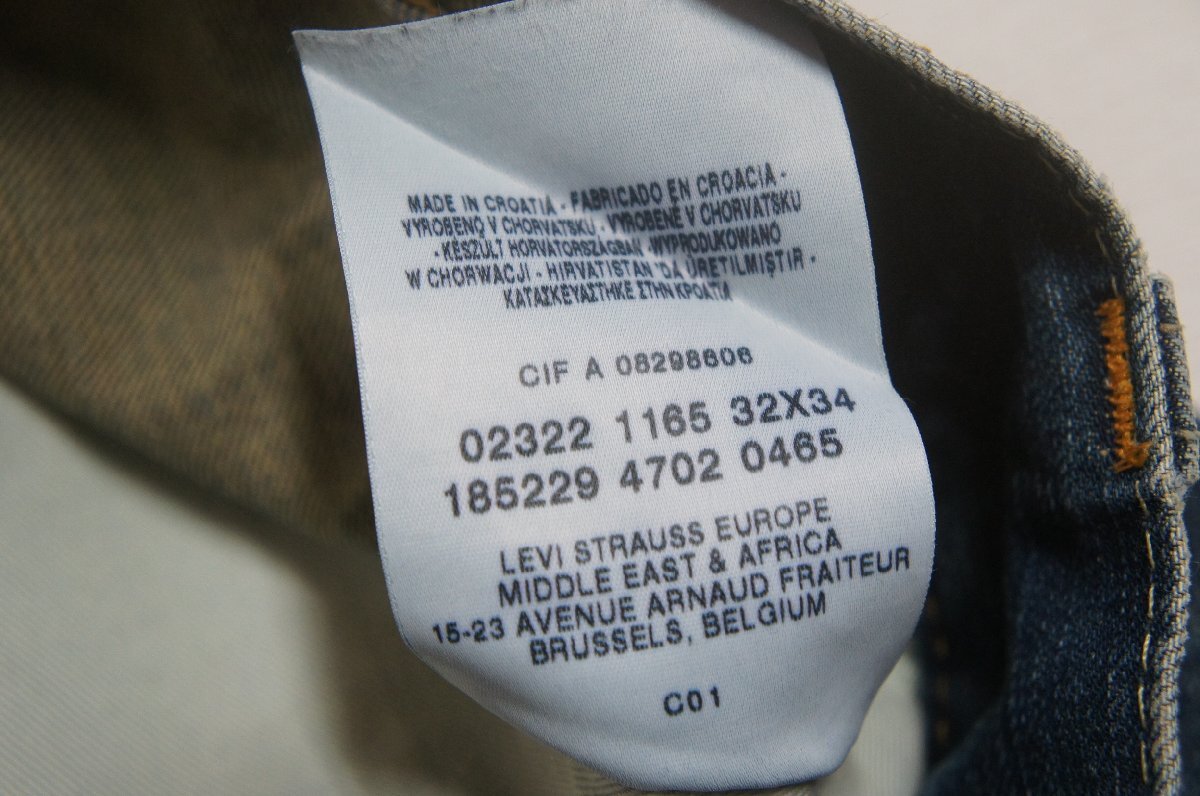 MADE IN CROATIA - FABRICADO EN CROACIA -
VYROBENO V CHORVATSKU - VYROBENÉ V CHORVATSKU
- KÉSZÜLT HORVÁTORSZÁGBAN WYPRODUKOWANO
W CHORWACJI - HIRVATISTAN'DA ÜRETILMIŞTIR -
ΚΑΤΑΣΚΕΥΑΣΤΗΚΕ ΣΤΗΝ ΚΡΟΑΤΙΑ
CIF A 08298606
02322 1165 32X34
185229 4702 0465
LEVI STRAUSS EUROPE
MIDDLE EAST & AFRICA
15-23 AVENUE ARNAUD FRAITEUR
BRUSSELS, BELGIUM
C01